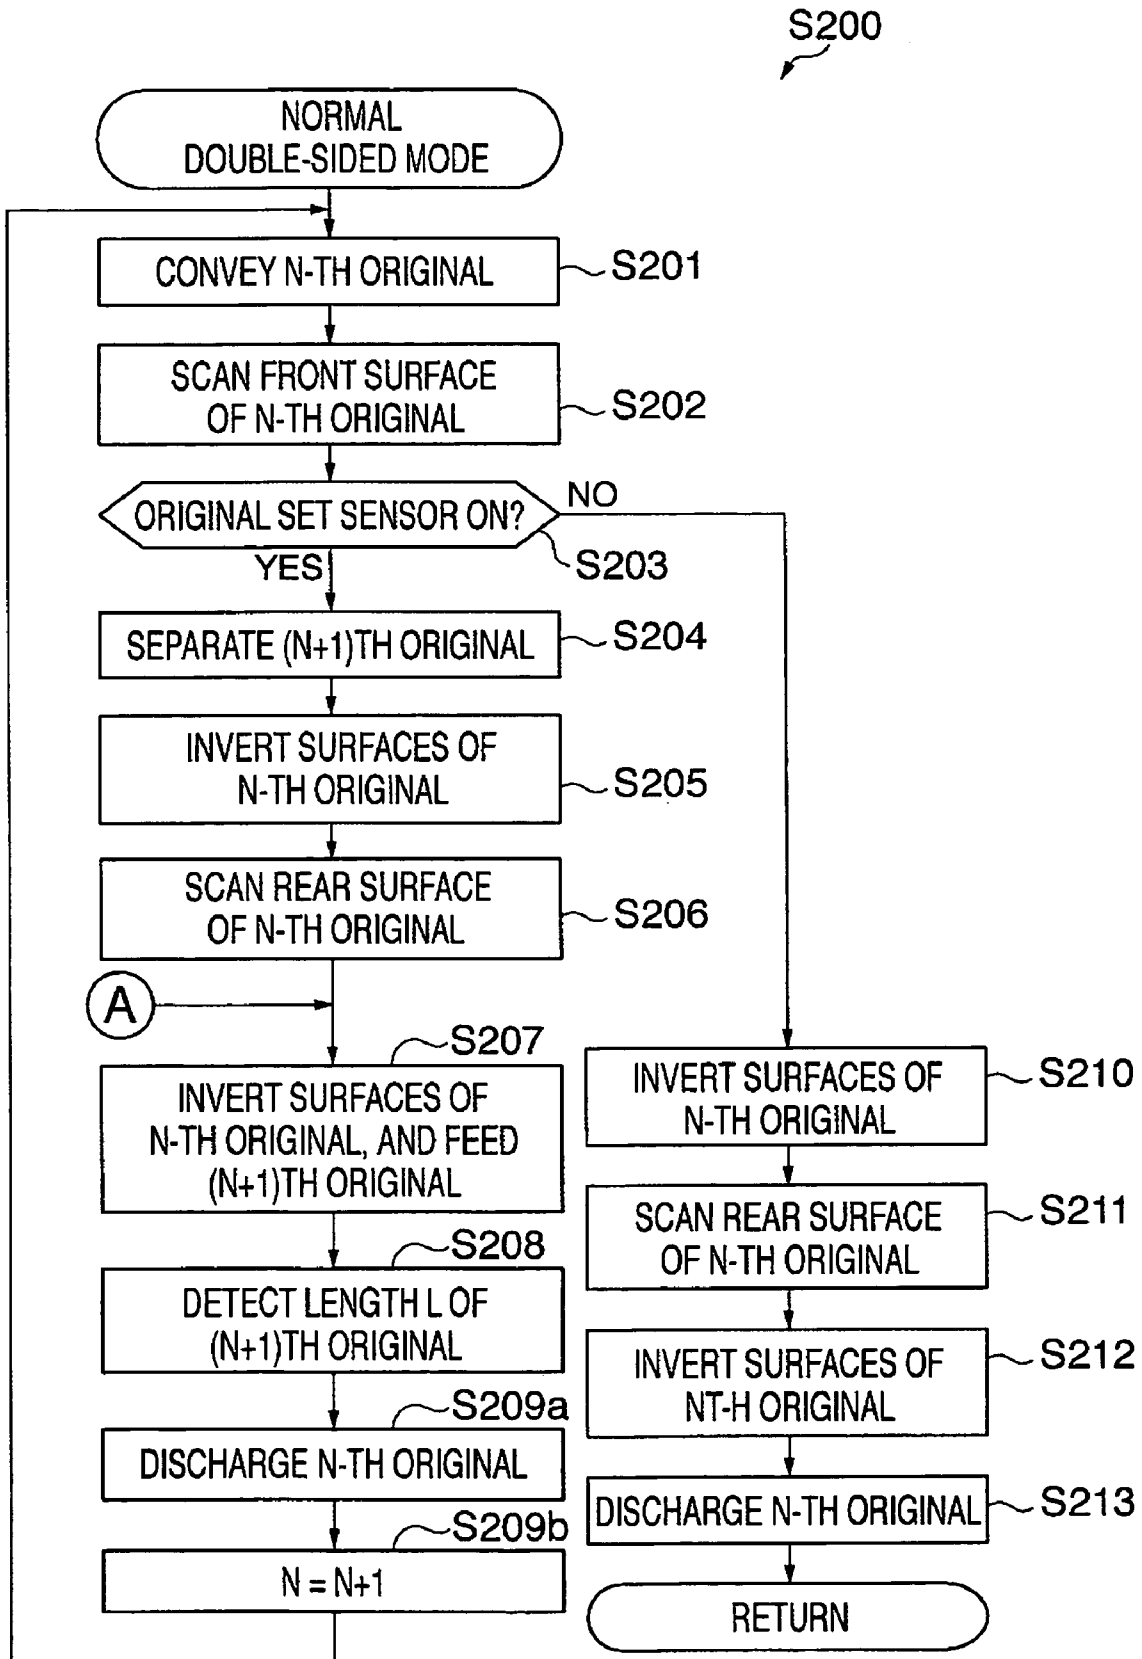 S200
NORMAL
DOUBLE-SIDED MODE
CONVEY N-TH ORIGINAL
S201
SCAN FRONT SURFACE
OF N-TH ORIGINAL
S202
ORIGINAL SET SENSOR ON?
NO
S203
YES
SEPARATE (N+1)TH ORIGINAL
S204
INVERT SURFACES OF
N-TH ORIGINAL
S205
SCAN REAR SURFACE
OF N-TH ORIGINAL
S206
A
S207
INVERT SURFACES OF
N-TH ORIGINAL, AND FEED
(N+1)TH ORIGINAL
S208
DETECT LENGTH L OF
(N+1)TH ORIGINAL
S209a
DISCHARGE N-TH ORIGINAL
S209b
N = N+1
INVERT SURFACES OF
N-TH ORIGINAL
S210
SCAN REAR SURFACE
OF N-TH ORIGINAL
S211
INVERT SURFACES OF
NT-H ORIGINAL
S212
DISCHARGE N-TH ORIGINAL
S213
RETURN